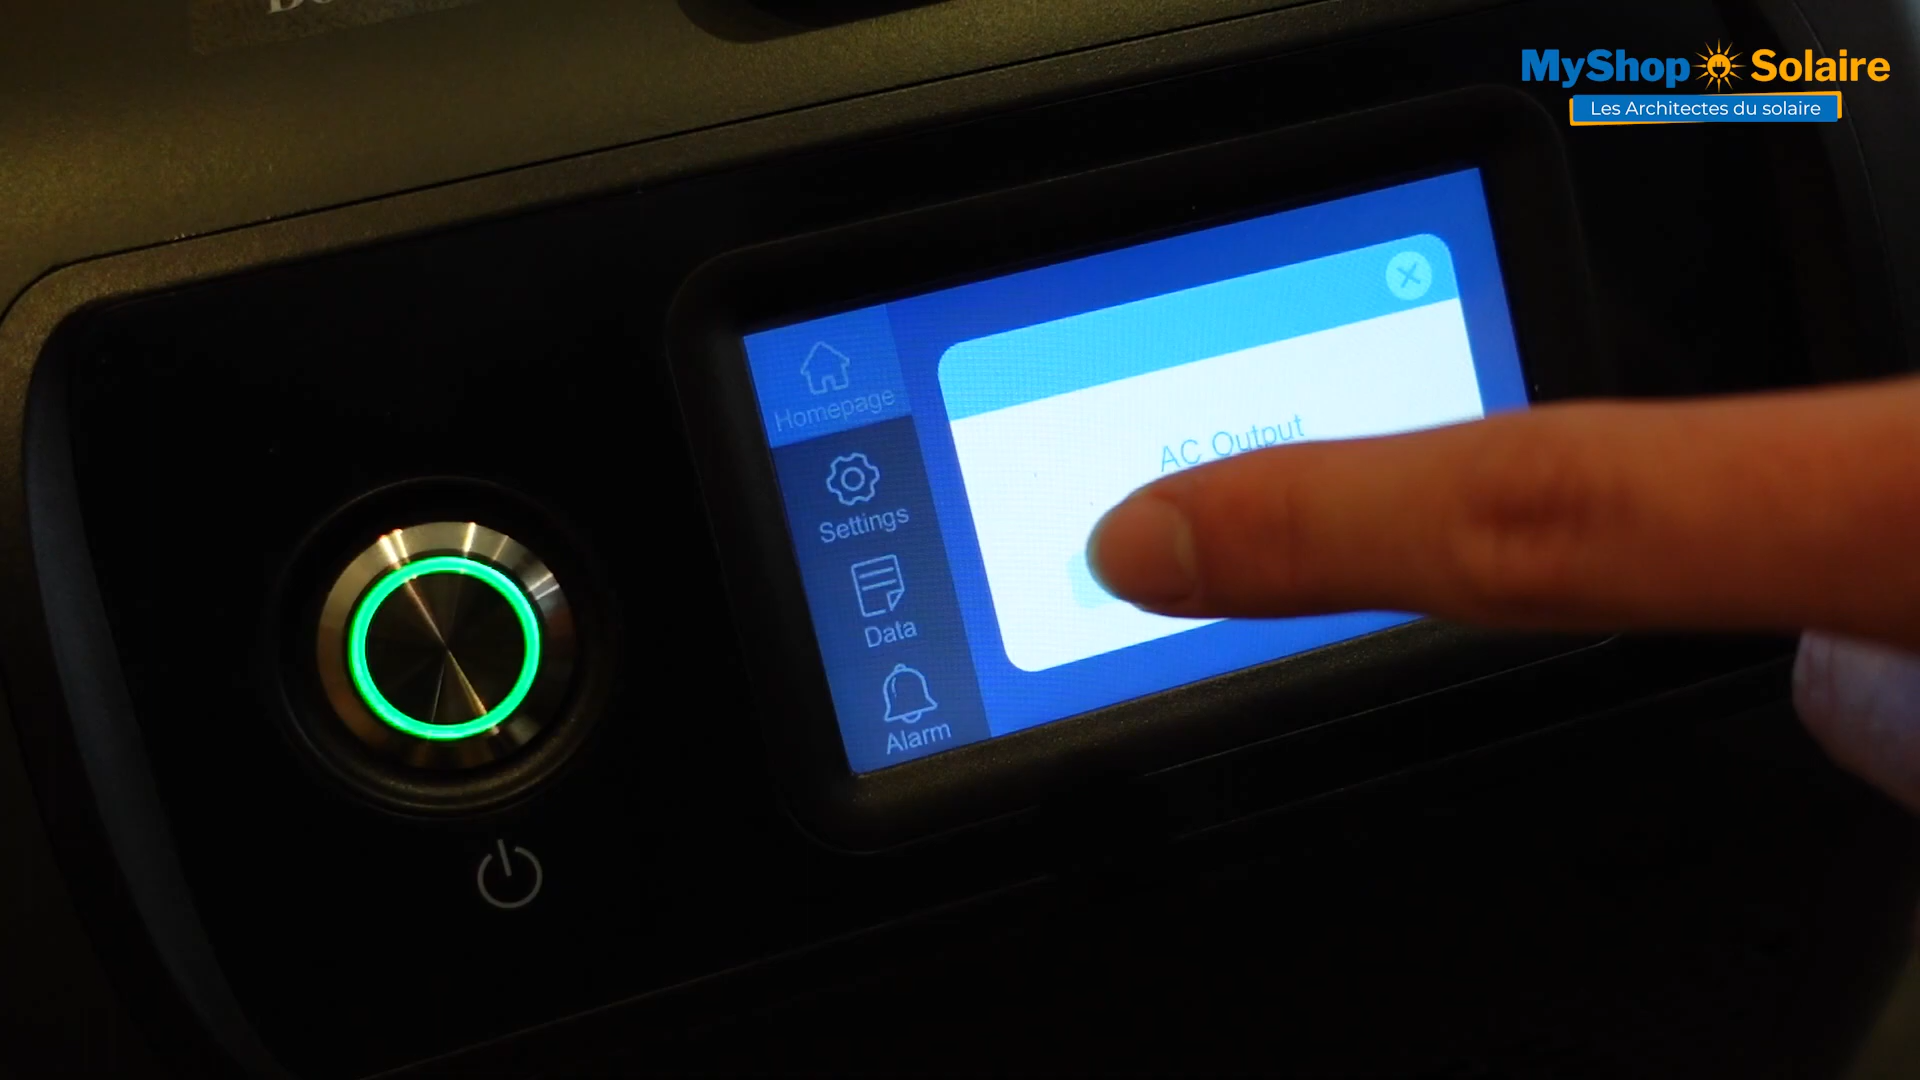 MyShop Solaire
Les Architectes du solaire
Homepage
Settings
Data
Alarm
AC Output